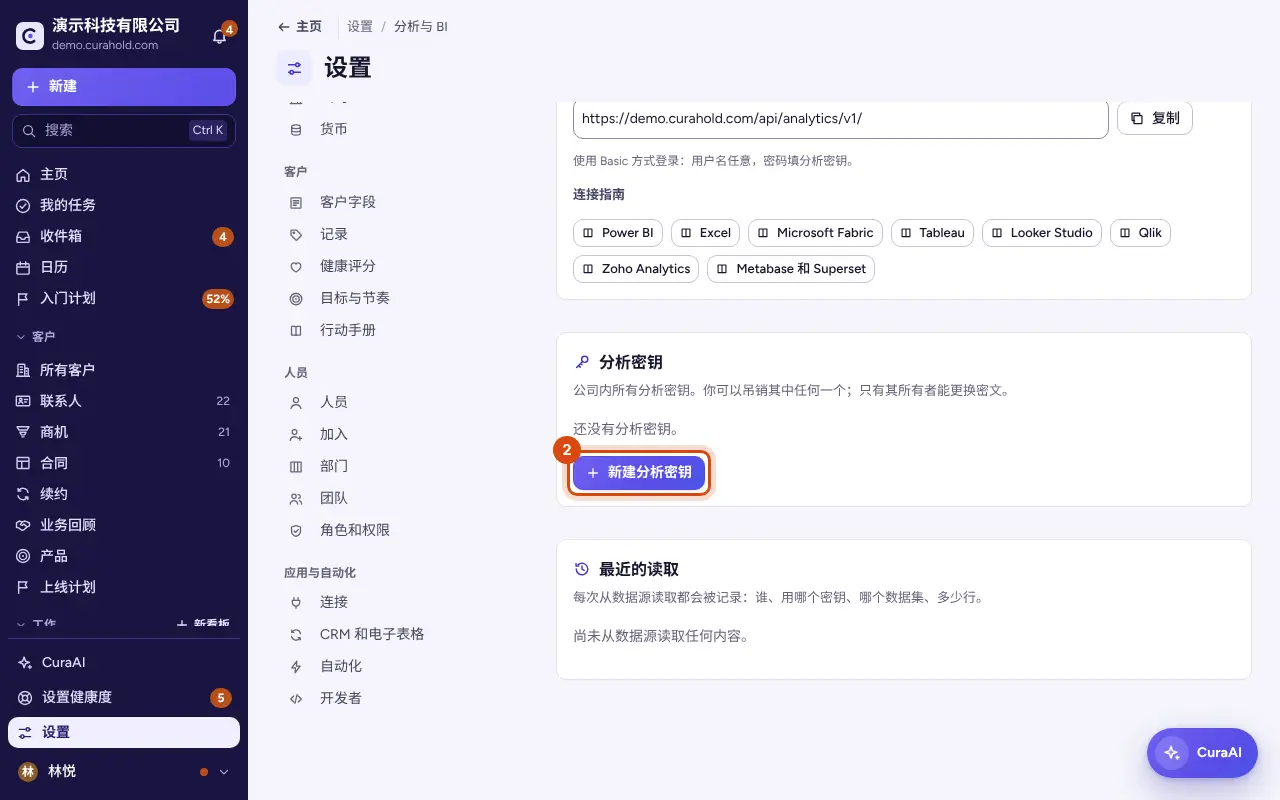 演示科技有限公司
demo.curahold.com
4
新建
搜索 Ctrl K
主页
我的任务
收件箱 4
日历
入门计划 52%
客户
所有客户
联系人 22
商机 21
合同 10
续约
业务回顾
产品
上线计划
工作 新看板
CuraAI
设置健康度 5
设置
林 林悦
主页 设置 / 分析与 BI
设置
货币
客户
客户字段
记录
健康评分
目标与节奏
行动手册
人员
人员
加入
部门
团队
角色和权限
应用与自动化
连接
CRM 和电子表格
自动化
开发者
https://demo.curahold.com/api/analytics/v1/ 复制
使用 Basic 方式登录：用户名任意，密码填分析密钥。
连接指南
Power BI Excel Microsoft Fabric Tableau Looker Studio Qlik
Zoho Analytics Metabase 和 Superset
分析密钥
公司内所有分析密钥。你可以吊销其中任何一个；只有其所有者能更换密文。
还没有分析密钥。
2
新建分析密钥
最近的读取
每次从数据源读取都会被记录：谁、用哪个密钥、哪个数据集、多少行。
尚未从数据源读取任何内容。
CuraAI